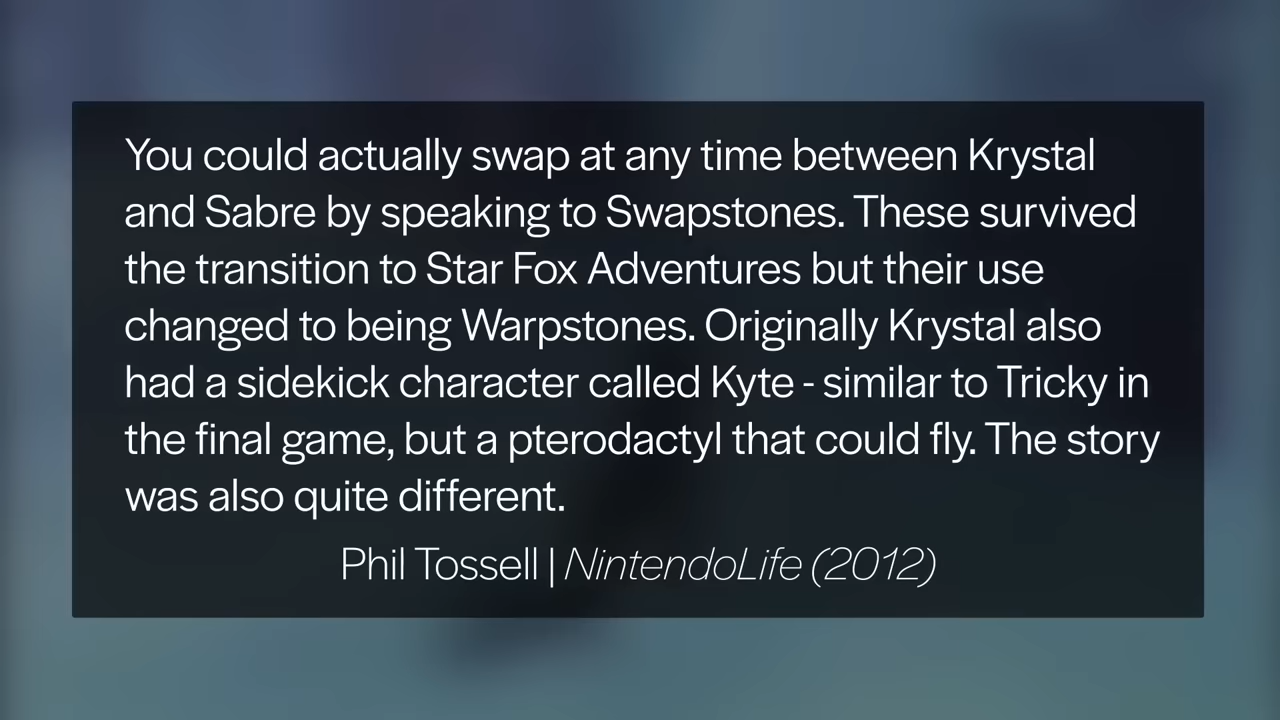 You could actually swap at any time between Krystal
and Sabre by speaking to Swapstones. These survived
the transition to Star Fox Adventures but their use
changed to being Warpstones. Originally Krystal also
had a sidekick character called Kyte - similar to Tricky in
the final game, but a pterodactyl that could fly. The story
was also quite different.
Phil Tossell | NintendoLife (2012)